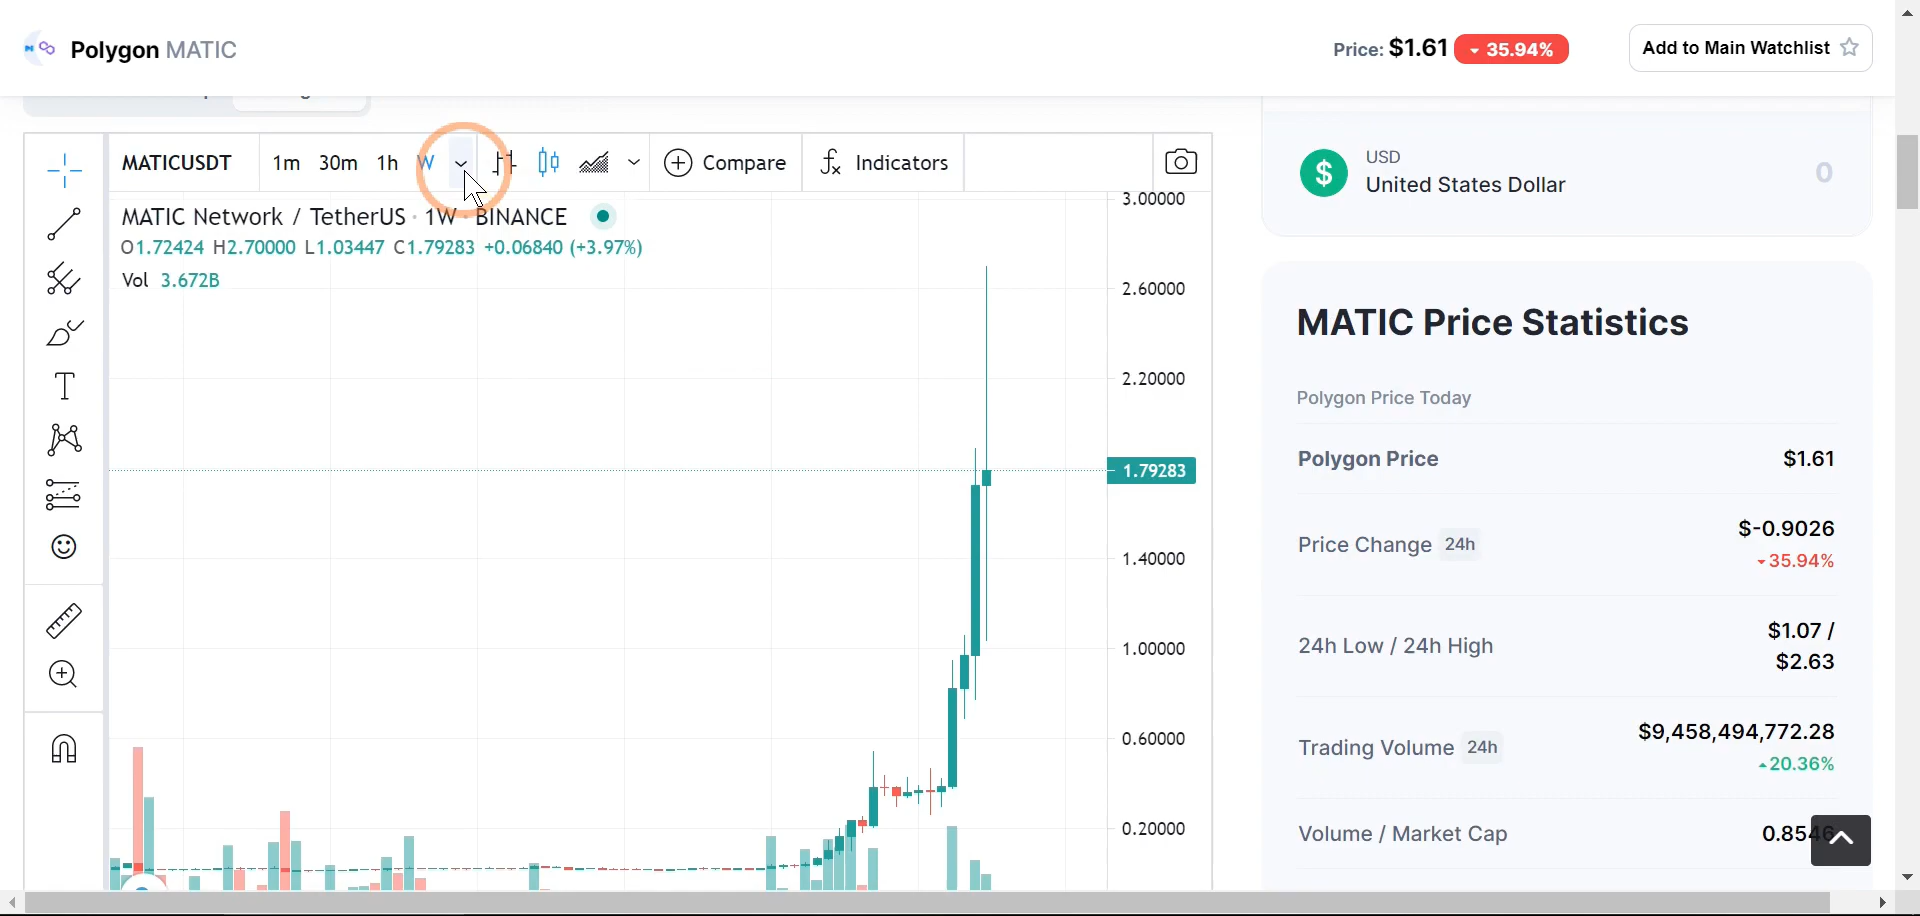 Polygon MATIC
Price: $1.61 35.94%
Add to Main Watchlist
MATICUSDT 1m 30m 1h W Compare Indicators
MATIC Network / TetherUS · 1W · BINANCE
O1.72424 H2.70000 L1.03447 C1.79283 +0.06840 (+3.97%)
Vol 3.672B
3.00000
2.60000
2.20000
1.79283
1.40000
1.00000
0.60000
0.20000
USD
United States Dollar
0
MATIC Price Statistics
Polygon Price Today
Polygon Price $1.61
Price Change 24h $-0.9026
35.94%
24h Low / 24h High $1.07 /
$2.63
Trading Volume 24h $9,458,494,772.28
20.36%
Volume / Market Cap 0.854